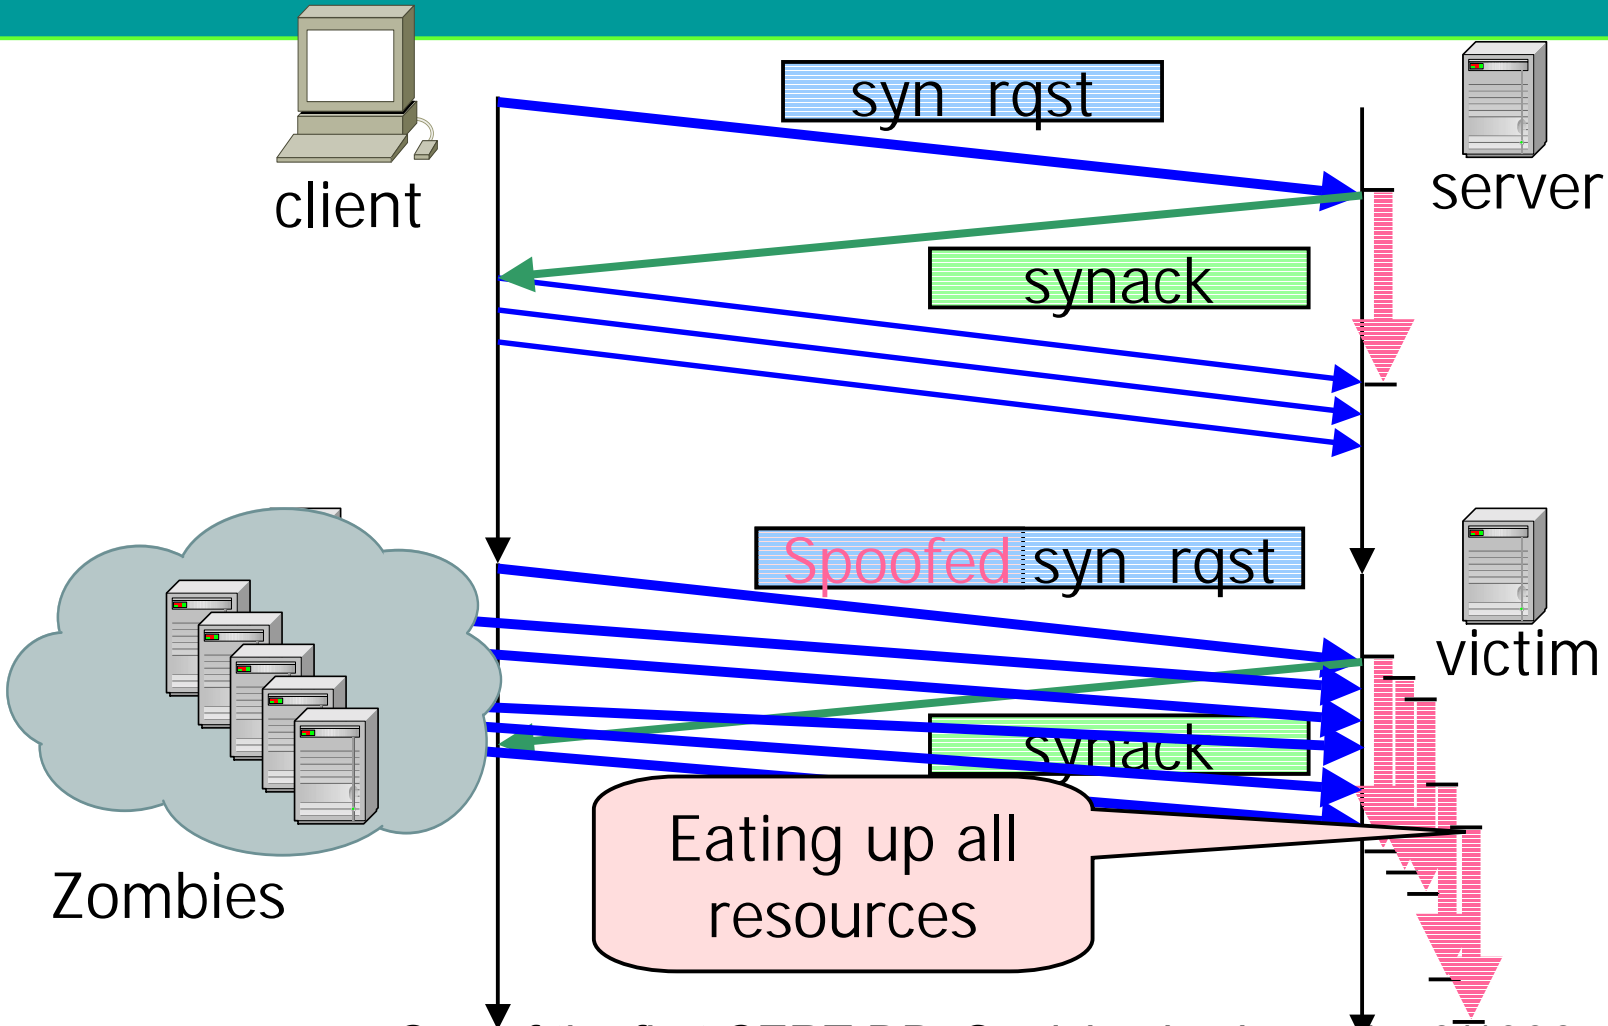 syn rqst
client
server
synack
Spoofed syn rqst
victim
synack
Eating up all
resources
Zombies